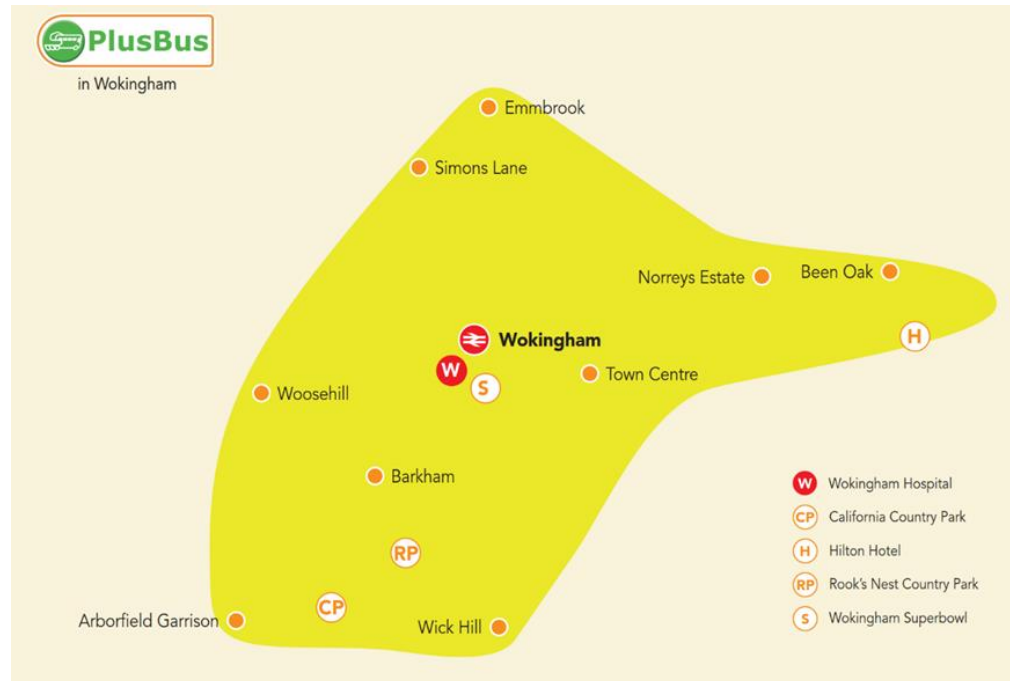 PlusBus
in Wokingham
Emmbrook
Simons Lane
Norreys Estate
Been Oak
H
Wokingham
W
S
Town Centre
Woosehill
Barkham
RP
CP
Arborfield Garrison
Wick Hill
W Wokingham Hospital
CP California Country Park
H Hilton Hotel
RP Rook's Nest Country Park
S Wokingham Superbowl